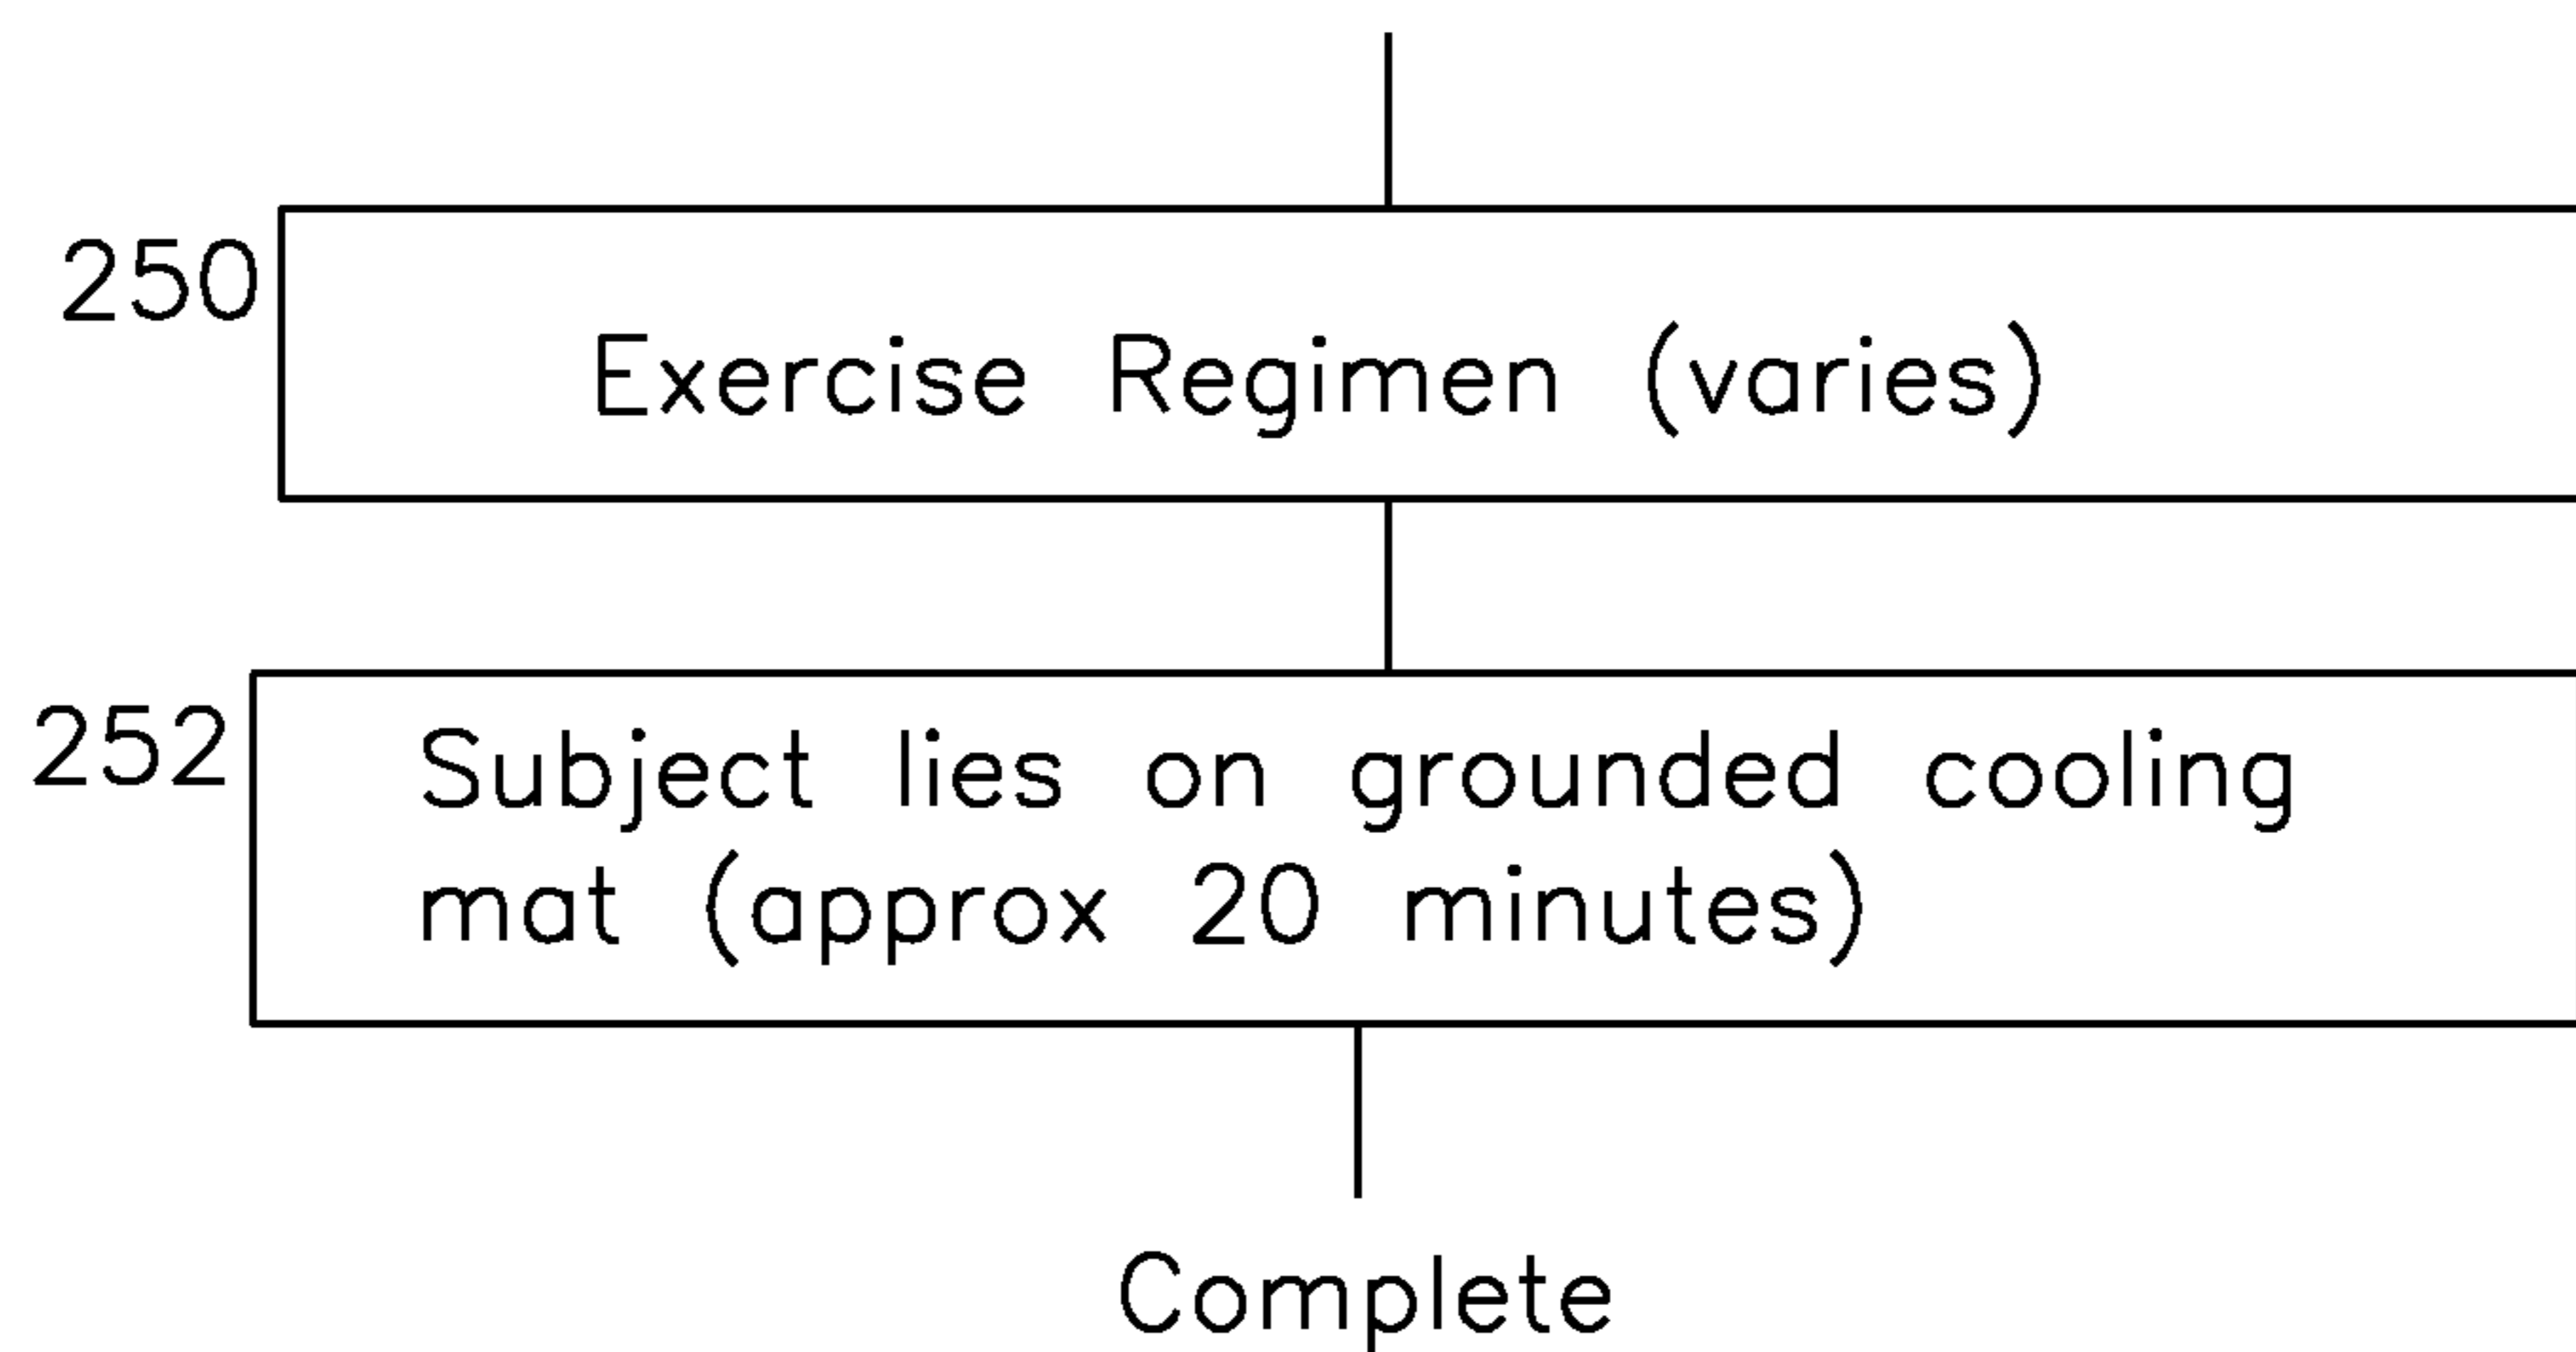 250
Exercise Regimen (varies)
252
Subject lies on grounded cooling
mat (approx 20 minutes)
Complete